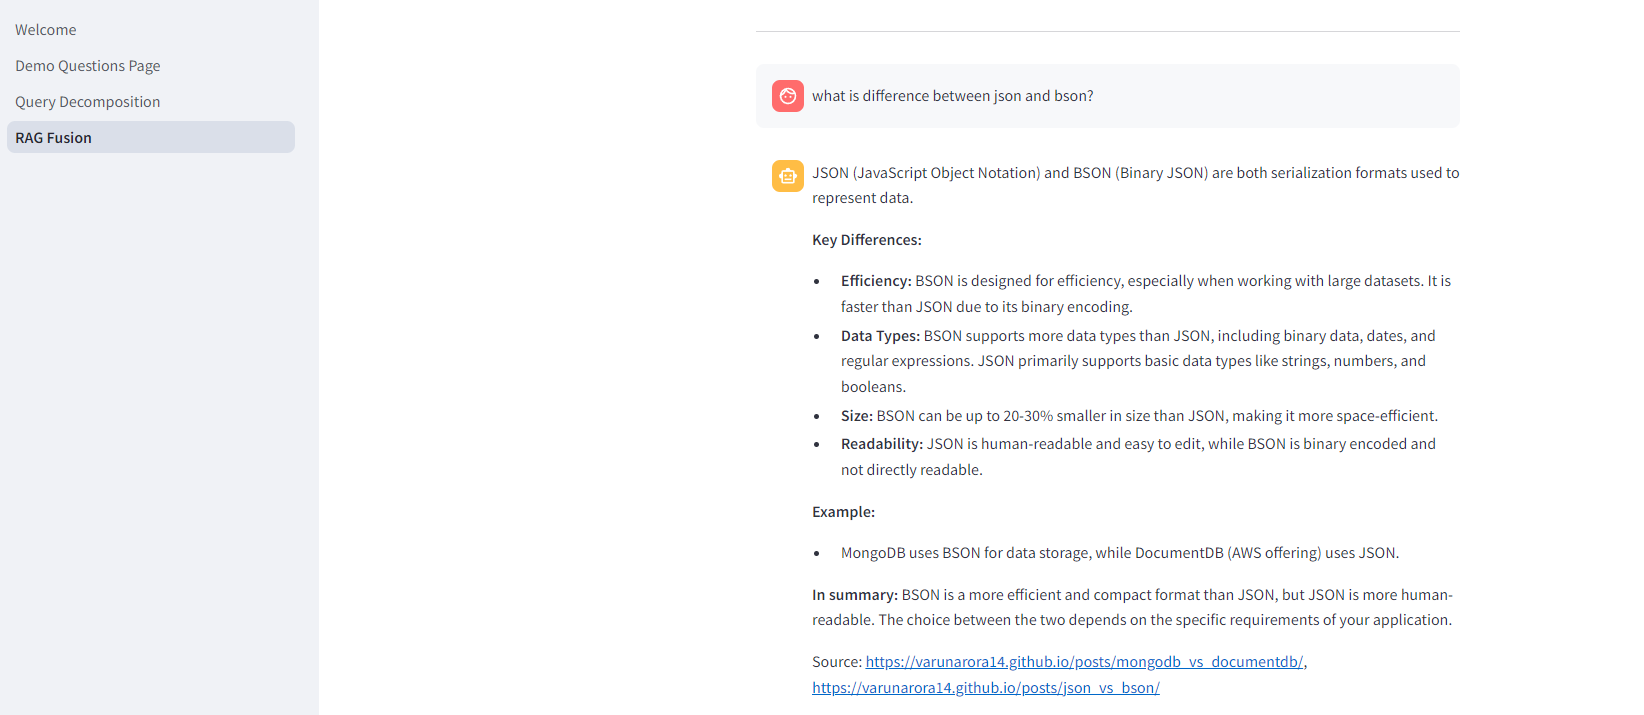 Welcome
Demo Questions Page
Query Decomposition
RAG Fusion
what is difference between json and bson?
JSON (JavaScript Object Notation) and BSON (Binary JSON) are both serialization formats used to
represent data.
Key Differences:
• Efficiency: BSON is designed for efficiency, especially when working with large datasets. It is
faster than JSON due to its binary encoding.
• Data Types: BSON supports more data types than JSON, including binary data, dates, and
regular expressions. JSON primarily supports basic data types like strings, numbers, and
booleans.
• Size: BSON can be up to 20-30% smaller in size than JSON, making it more space-efficient.
• Readability: JSON is human-readable and easy to edit, while BSON is binary encoded and
not directly readable.
Example:
• MongoDB uses BSON for data storage, while DocumentDB (AWS offering) uses JSON.
In summary: BSON is a more efficient and compact format than JSON, but JSON is more human-
readable. The choice between the two depends on the specific requirements of your application.
Source: https://varunarora14.github.io/posts/mongodb_vs_documentdb/,
https://varunarora14.github.io/posts/json_vs_bson/